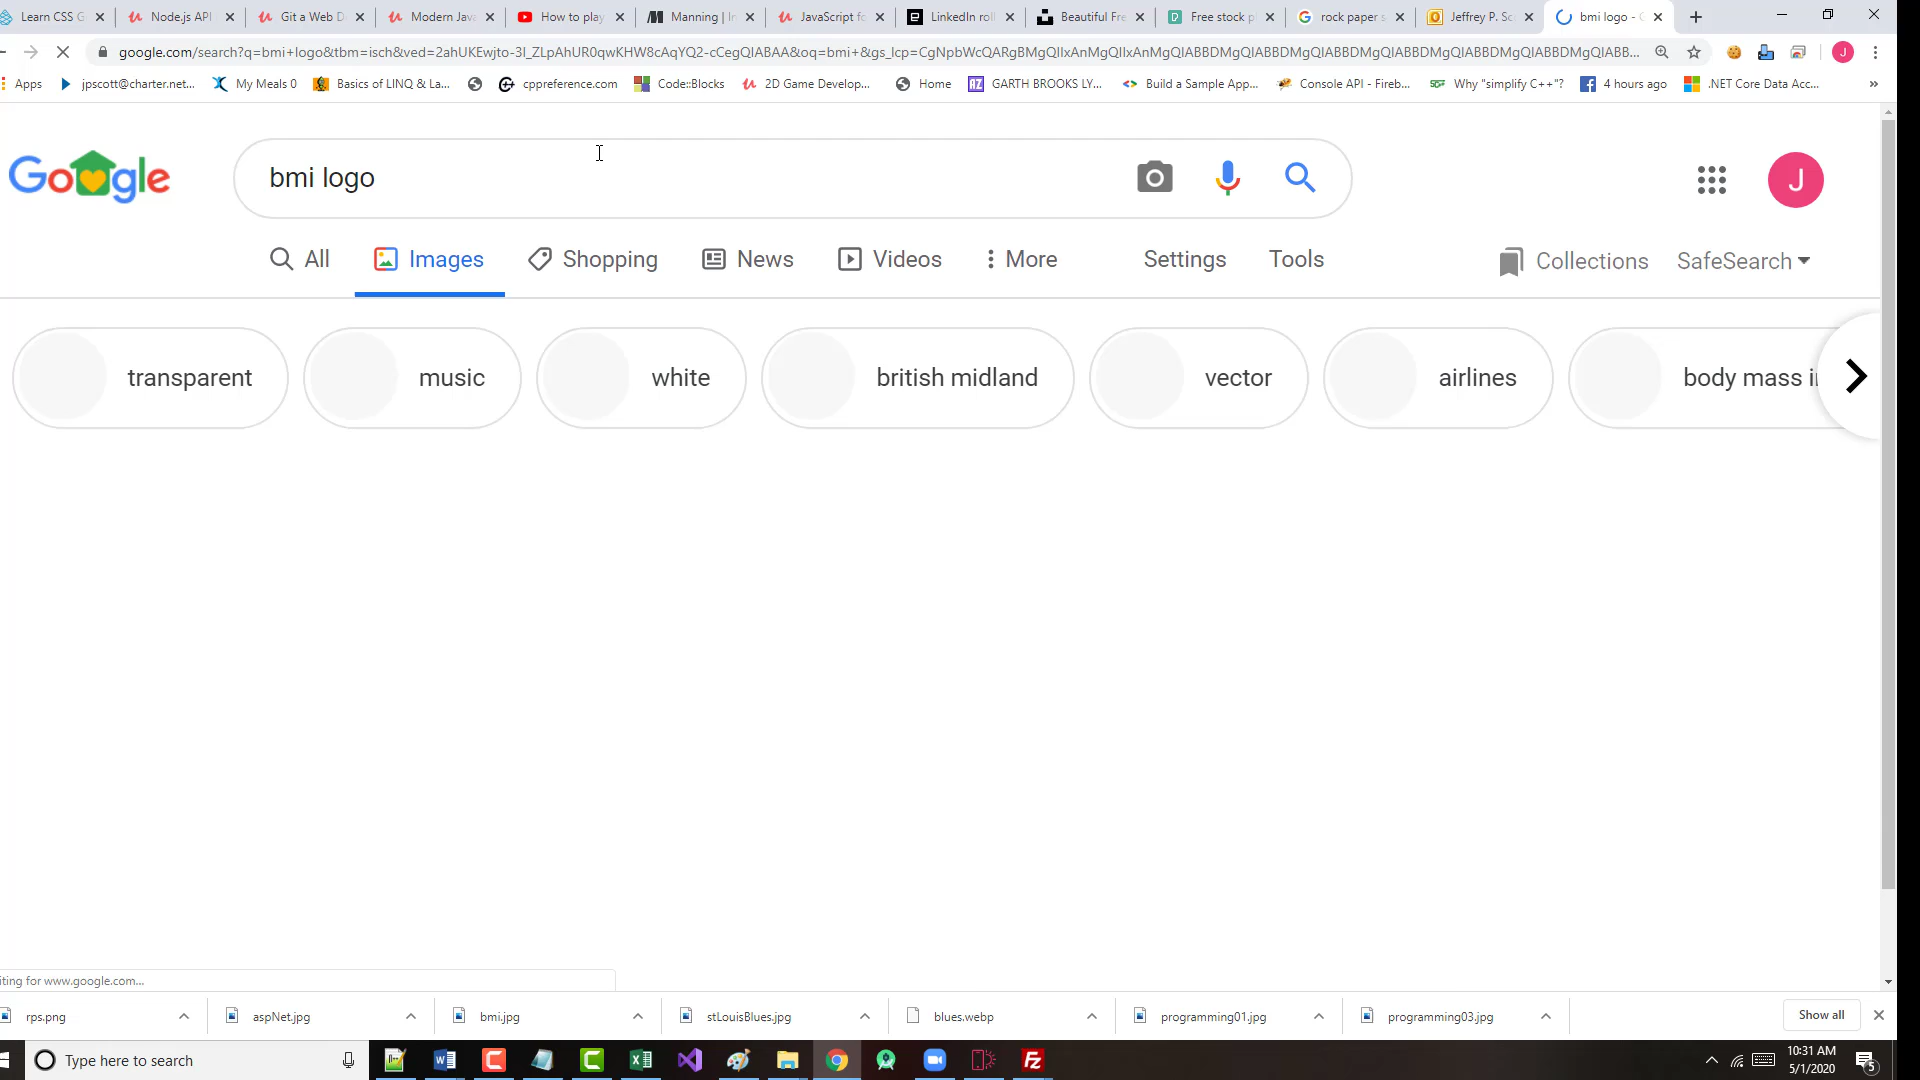 Learn CSS G
Node.js API
Git a Web D
Modern Java
How to play
Manning | In
JavaScript fo
LinkedIn roll
Beautiful Fre
Free stock p
rock paper s
Jeffrey P. Sc
bmi logo - G
google.com/search?q=bmi+logo&tbm=isch&ved=2ahUKEwjto-3I_ZLpAhUR0qwKHW8cAqYQ2-cCegQIABAA&oq=bmi+&gs_lcp=CgNpbWcQARgBMgQIIxAnMgQIIxAnMgQIABBDMgQIABBDMgQIABBDMgQIABBDMgQIABBDMgQIABBDMgQIABB...
J
Apps
jpscott@charter.net...
My Meals 0
Basics of LINQ & La...
cppreference.com
Code::Blocks
2D Game Develop...
Home
GARTH BROOKS LY...
Build a Sample App...
Console API - Fireb...
Why "simplify C++"?
4 hours ago
.NET Core Data Acc...
»
Google
bmi logo
J
All
Images
Shopping
News
Videos
More
Settings
Tools
Collections
SafeSearch
transparent
music
white
british midland
vector
airlines
body mass i
iting for www.google.com...
rps.png
aspNet.jpg
bmi.jpg
stLouisBlues.jpg
blues.webp
programming01.jpg
programming03.jpg
Show all
Type here to search
10:31 AM
5/1/2020
5